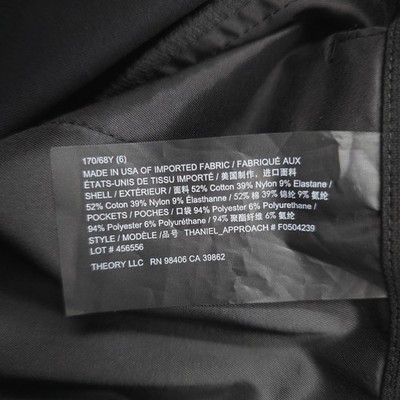 170/68Y (6)
MADE IN USA OF IMPORTED FABRIC / FABRIQUÉ AUX
ÉTATS-UNIS DE TISSU IMPORTÉ / 美国制作, 进口面料
SHELL / EXTÉRIEUR / 面料 52% Cotton 39% Nylon 9% Elastane /
52% Coton 39% Nylon 9% Élasthanne / 52% 棉 39% 锦纶 9% 氨纶
POCKETS / POCHES / 口袋 94% Polyester 6% Polyurethane /
94% Polyester 6% Polyuréthane / 94% 聚酯纤维 6% 氨纶
STYLE / MODÈLE /品号 THANIEL_APPROACH # F0504239
LOT # 456556
THEORY LLC RN 98406 CA 39862